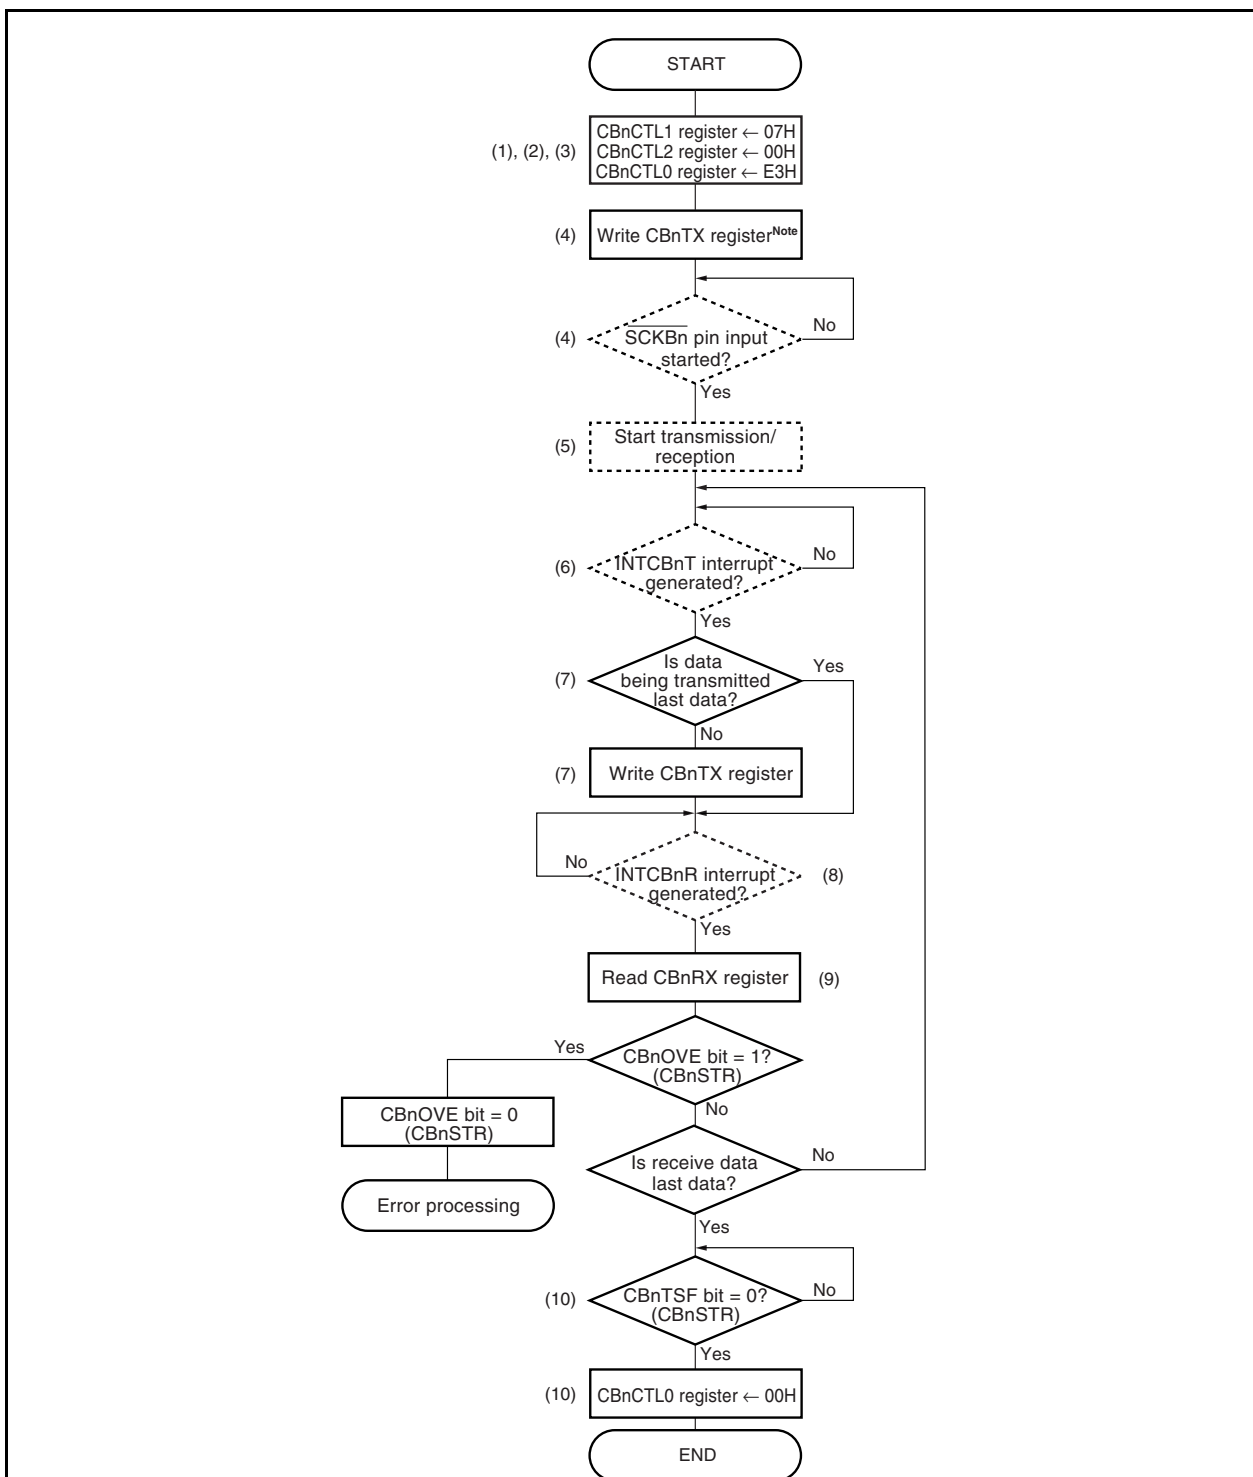 START
(1), (2), (3)
CBnCTL1 register ← 07H
CBnCTL2 register ← 00H
CBnCTL0 register ← E3H
(4)
Write CBnTX register Note
(4)
SCKBn pin input
started?
No
Yes
(5)
Start transmission/
reception
(6)
INTCBnT interrupt
generated?
No
Yes
(7)
Is data
being transmitted
last data?
Yes
No
(7)
Write CBnTX register
No
INTCBnR interrupt
generated?
(8)
Yes
Read CBnRX register
(9)
Yes
CBnOVE bit = 1?
(CBnSTR)
No
CBnOVE bit = 0
(CBnSTR)
Is receive data
last data?
No
Error processing
Yes
(10)
CBnTSF bit = 0?
(CBnSTR)
No
Yes
(10)
CBnCTL0 register ← 00H
END